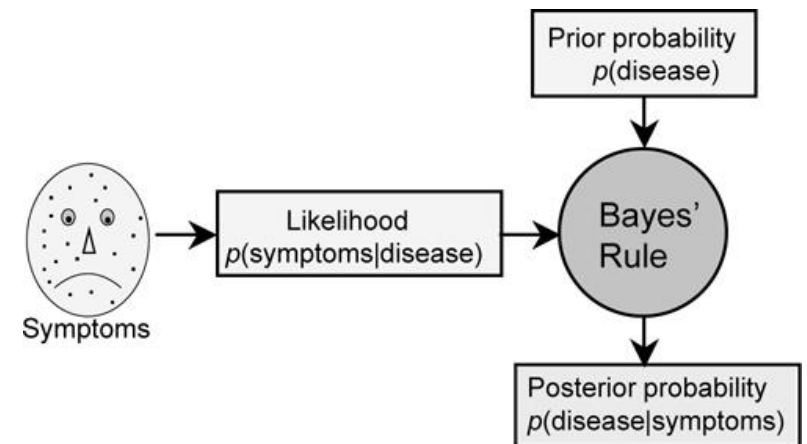 Prior probability
p(disease)
Likelihood
p(symptoms|disease)
Bayes’
Rule
Symptoms
Posterior probability
p(disease|symptoms)